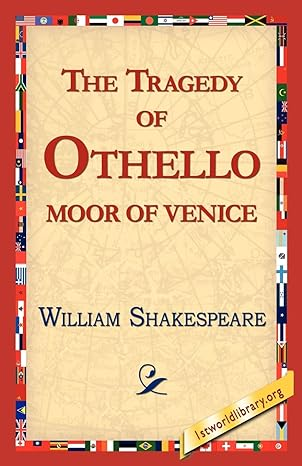 THE TRAGEDY
OF
OTHELLO
MOOR OF VENICE
WILLIAM SHAKESPEARE
1stworldlibrary.org